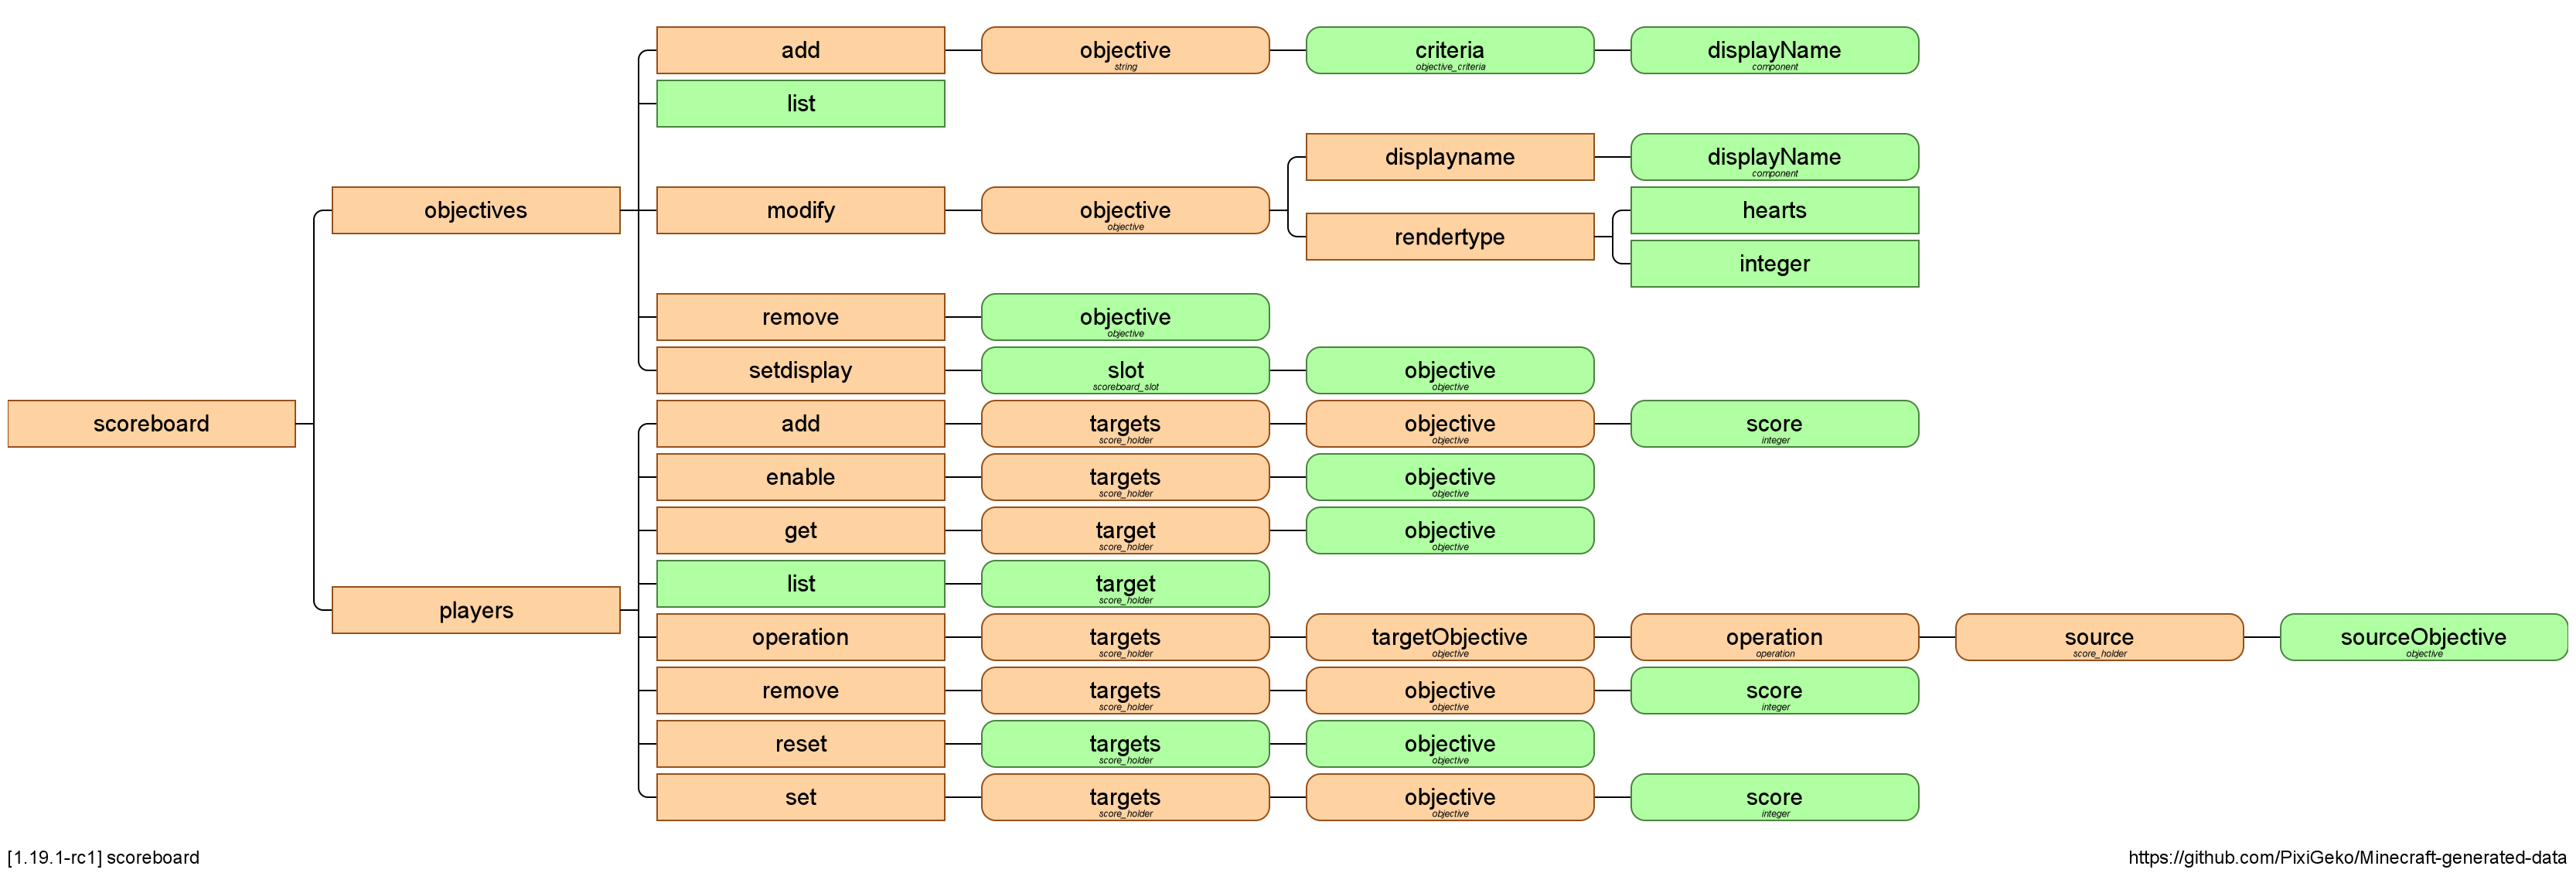 add
objective
string
criteria
objective_criteria
displayName
component
list
displayname
displayName
component
objectives
modify
objective
objective
hearts
rendertype
integer
remove
objective
objective
setdisplay
slot
scoreboard_slot
objective
objective
scoreboard
add
targets
score_holder
objective
objective
score
integer
enable
targets
score_holder
objective
objective
get
target
score_holder
objective
objective
list
target
score_holder
players
operation
targets
score_holder
targetObjective
objective
operation
operation
source
score_holder
sourceObjective
objective
remove
targets
score_holder
objective
objective
score
integer
reset
targets
score_holder
objective
objective
set
targets
score_holder
objective
objective
score
integer
[1.19.1-rc1] scoreboard
https://github.com/PixiGeko/Minecraft-generated-data